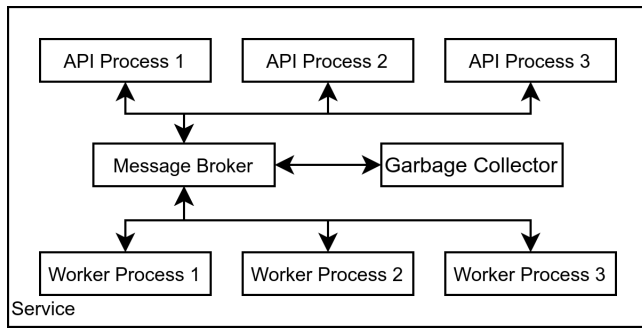 API Process 1
API Process 2
API Process 3
Message Broker
Garbage Collector
Worker Process 1
Worker Process 2
Worker Process 3
Service